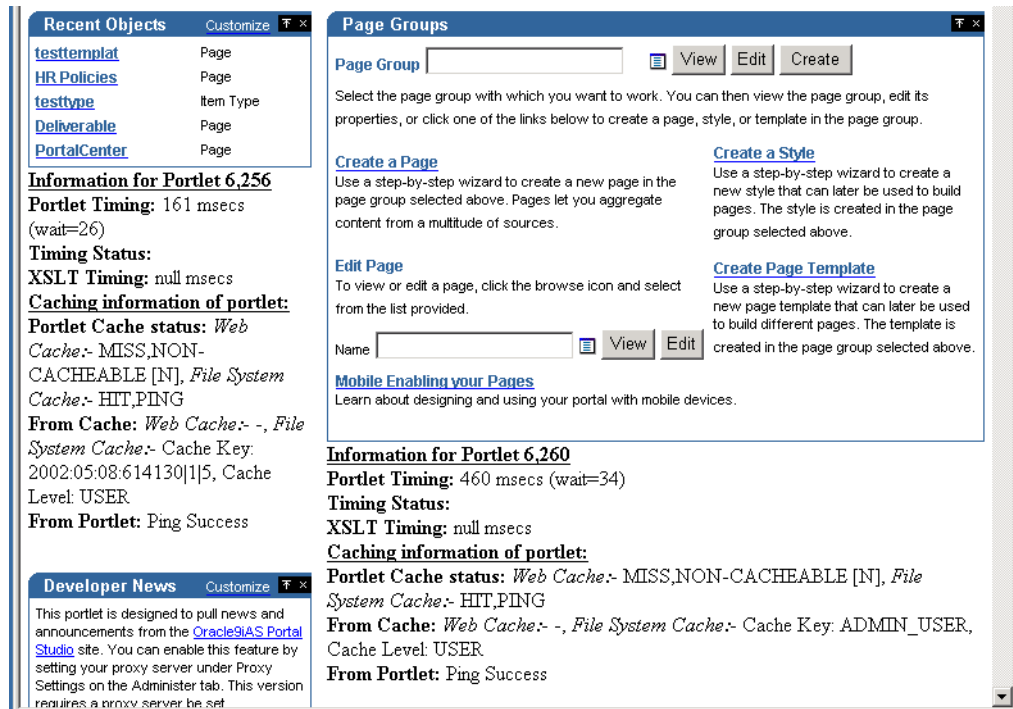 Recent Objects Customize
testtemplat Page
HR Policies Page
testtype Item Type
Deliverable Page
PortalCenter Page
Information for Portlet 6,256
Portlet Timing: 161 msecs
(wait=26)
Timing Status:
XSLT Timing: null msecs
Caching information of portlet:
Portlet Cache status: Web
Cache:- MISS,NON-
CACHEABLE [N], File System
Cache:- HIT,PING
From Cache: Web Cache:- -, File
System Cache:- Cache Key:
2002:05:08:614130|1|5, Cache
Level: USER
From Portlet: Ping Success
Developer News Customize
This portlet is designed to pull news and
announcements from the Oracle9iAS Portal
Studio site. You can enable this feature by
setting your proxy server under Proxy
Settings on the Administer tab. This version
requires a proxy server be set
Page Groups
Page Group View Edit Create
Select the page group with which you want to work. You can then view the page group, edit its
properties, or click one of the links below to create a page, style, or template in the page group.
Create a Page
Use a step-by-step wizard to create a new page in the
page group selected above. Pages let you aggregate
content from a multitude of sources.
Create a Style
Use a step-by-step wizard to create a
new style that can later be used to build
pages. The style is created in the page
group selected above.
Edit Page
To view or edit a page, click the browse icon and select
from the list provided.
Name View Edit
Create Page Template
Use a step-by-step wizard to create a
new page template that can later be used
to build different pages. The template is
created in the page group selected above.
Mobile Enabling your Pages
Learn about designing and using your portal with mobile devices.
Information for Portlet 6,260
Portlet Timing: 460 msecs (wait=34)
Timing Status:
XSLT Timing: null msecs
Caching information of portlet:
Portlet Cache status: Web Cache:- MISS,NON-CACHEABLE [N], File
System Cache:- HIT,PING
From Cache: Web Cache:- -, File System Cache:- Cache Key: ADMIN_USER,
Cache Level: USER
From Portlet: Ping Success